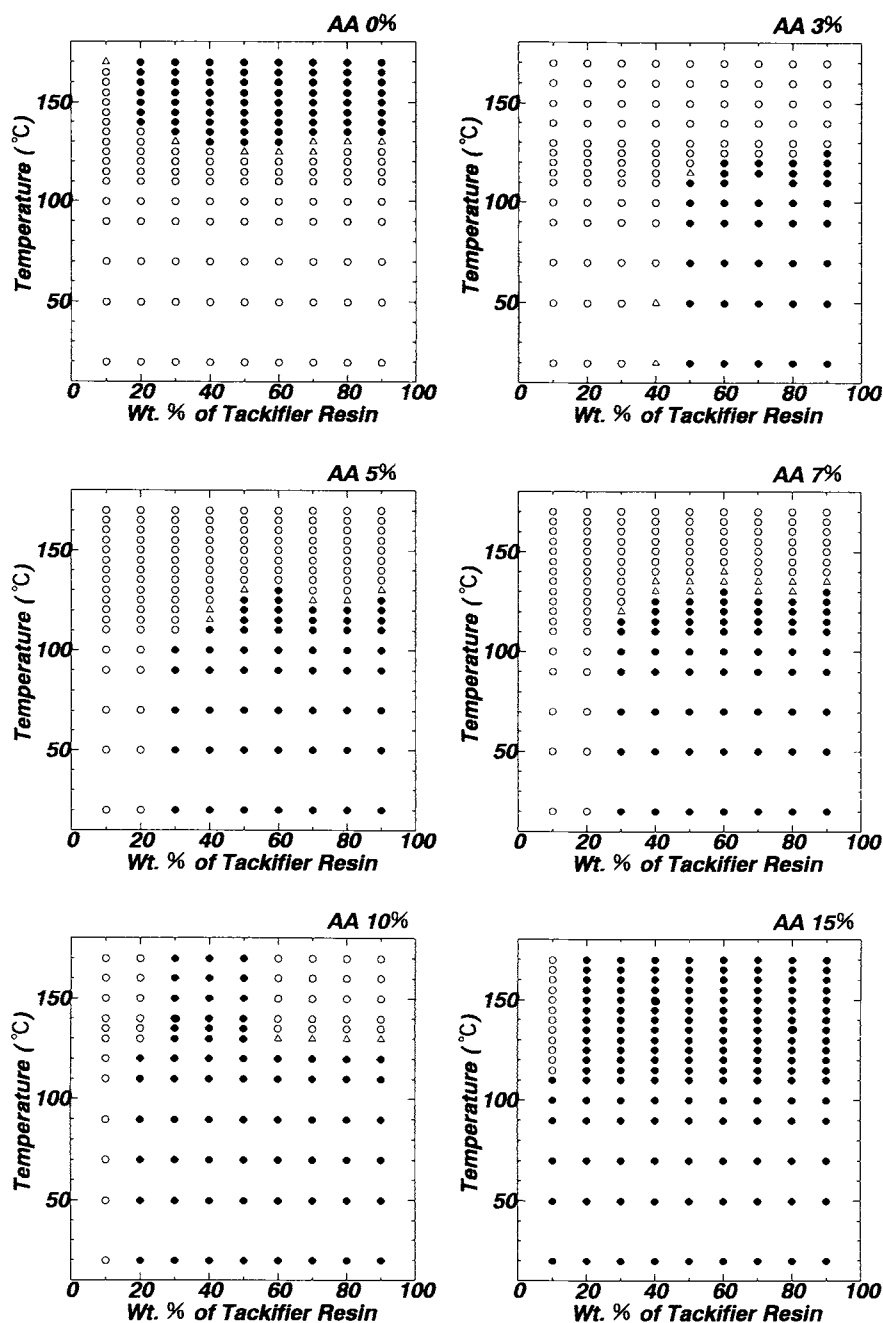 AA 0%
150
100
50
Temperature (°C)
0 20 40 60 80 100
Wt. % of Tackifier Resin
AA 3%
150
100
50
Temperature (°C)
0 20 40 60 80 100
Wt. % of Tackifier Resin
AA 5%
150
100
50
Temperature (°C)
0 20 40 60 80 100
Wt. % of Tackifier Resin
AA 7%
150
100
50
Temperature (°C)
0 20 40 60 80 100
Wt. % of Tackifier Resin
AA 10%
150
100
50
Temperature (°C)
0 20 40 60 80 100
Wt. % of Tackifier Resin
AA 15%
150
100
50
Temperature (°C)
0 20 40 60 80 100
Wt. % of Tackifier Resin